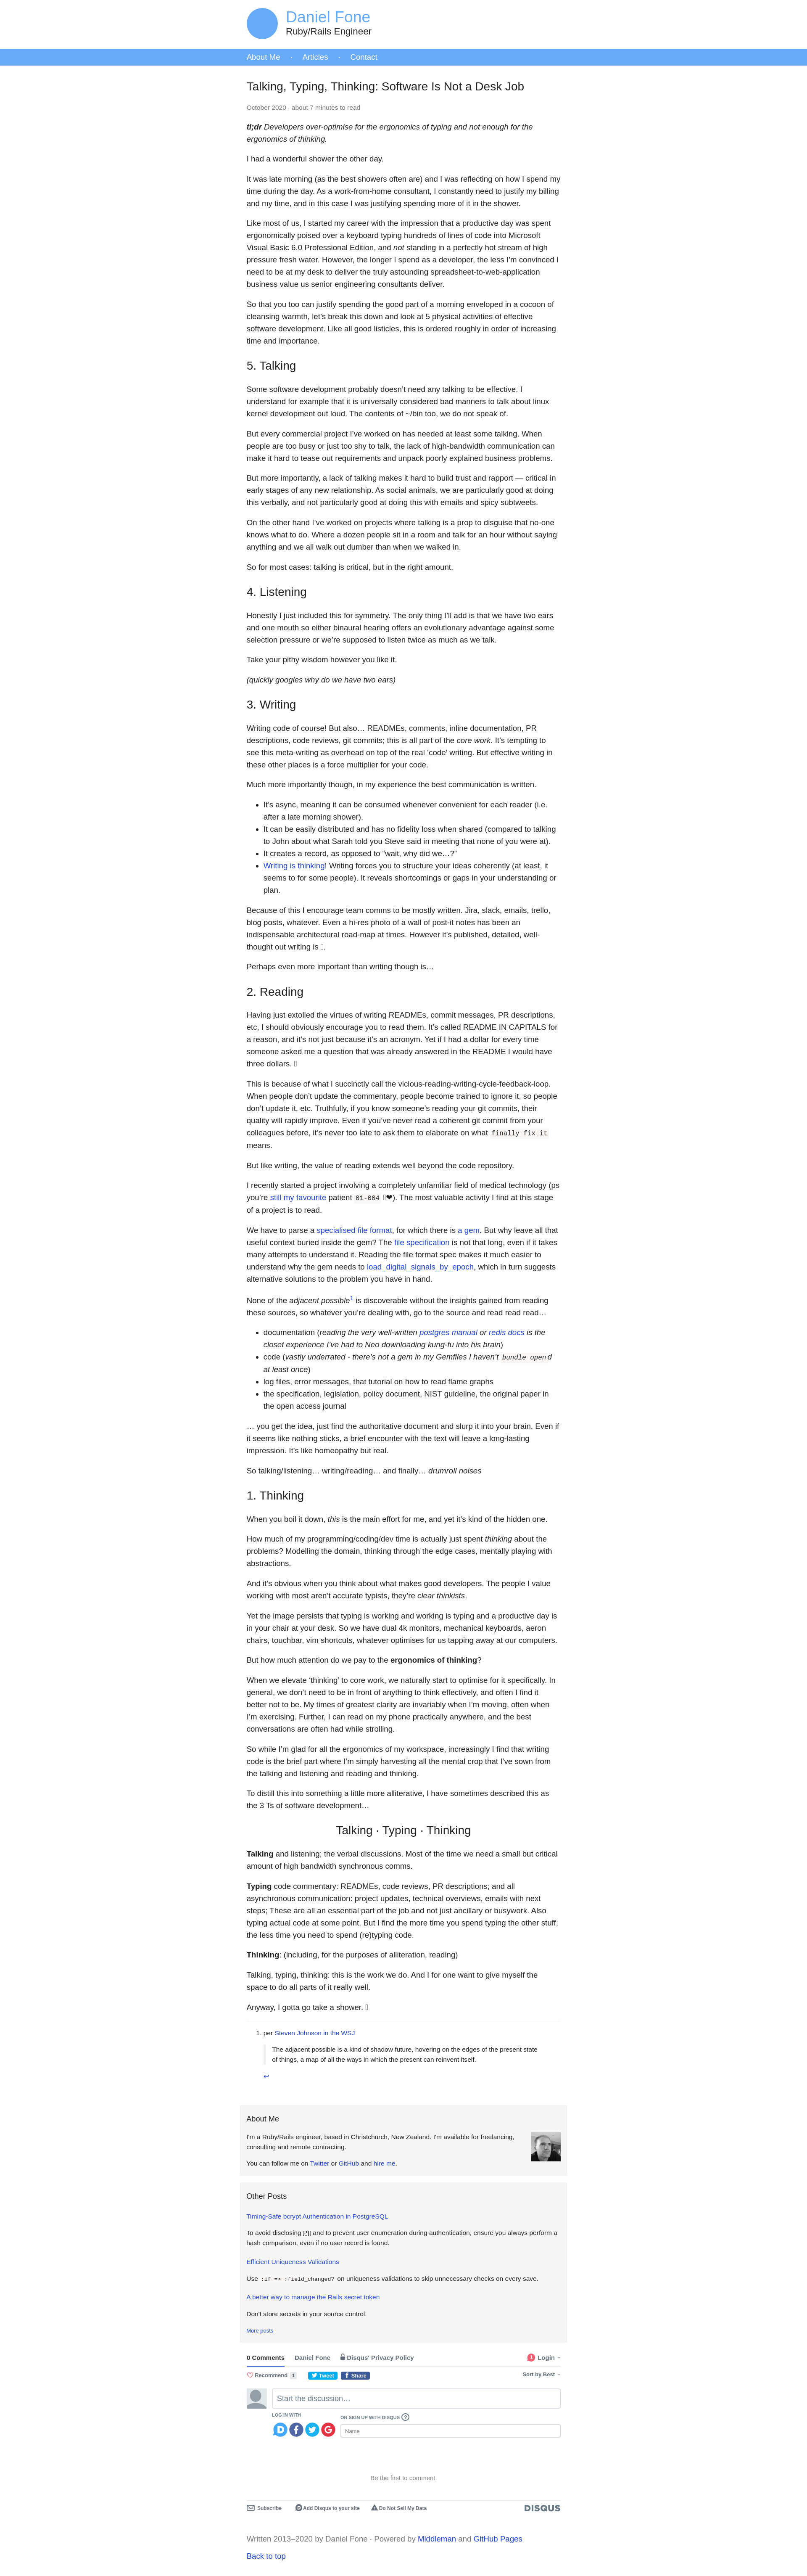 Daniel Fone
Ruby/Rails Engineer
About Me · Articles · Contact
Talking, Typing, Thinking: Software Is Not a Desk Job
October 2020 · about 7 minutes to read
tl;dr Developers over-optimise for the ergonomics of typing and not enough for the
ergonomics of thinking.
I had a wonderful shower the other day.
It was late morning (as the best showers often are) and I was reflecting on how I spend my
time during the day. As a work-from-home consultant, I constantly need to justify my billing
and my time, and in this case I was justifying spending more of it in the shower.
Like most of us, I started my career with the impression that a productive day was spent
ergonomically poised over a keyboard typing hundreds of lines of code into Microsoft
Visual Basic 6.0 Professional Edition, and not standing in a perfectly hot stream of high
pressure fresh water. However, the longer I spend as a developer, the less I'm convinced I
need to be at my desk to deliver the truly astounding spreadsheet-to-web-application
business value us senior engineering consultants deliver.
So that you too can justify spending the good part of a morning enveloped in a cocoon of
cleansing warmth, let's break this down and look at 5 physical activities of effective
software development. Like all good listicles, this is ordered roughly in order of increasing
time and importance.
5. Talking
Some software development probably doesn't need any talking to be effective. I
understand for example that it is universally considered bad manners to talk about linux
kernel development out loud. The contents of ~/bin too, we do not speak of.
But every commercial project I've worked on has needed at least some talking. When
people are too busy or just too shy to talk, the lack of high-bandwidth communication can
make it hard to tease out requirements and unpack poorly explained business problems.
But more importantly, a lack of talking makes it hard to build trust and rapport — critical in
early stages of any new relationship. As social animals, we are particularly good at doing
this verbally, and not particularly good at doing this with emails and spicy subtweets.
On the other hand I've worked on projects where talking is a prop to disguise that no-one
knows what to do. Where a dozen people sit in a room and talk for an hour without saying
anything and we all walk out dumber than when we walked in.
So for most cases: talking is critical, but in the right amount.
4. Listening
Honestly I just included this for symmetry. The only thing I'll add is that we have two ears
and one mouth so either binaural hearing offers an evolutionary advantage against some
selection pressure or we're supposed to listen twice as much as we talk.
Take your pithy wisdom however you like it.
(quickly googles why do we have two ears)
3. Writing
Writing code of course! But also… READMEs, comments, inline documentation, PR
descriptions, code reviews, git commits; this is all part of the core work. It's tempting to
see this meta-writing as overhead on top of the real 'code' writing. But effective writing in
these other places is a force multiplier for your code.
Much more importantly though, in my experience the best communication is written.
• It's async, meaning it can be consumed whenever convenient for each reader (i.e.
after a late morning shower).
• It can be easily distributed and has no fidelity loss when shared (compared to talking
to John about what Sarah told you Steve said in meeting that none of you were at).
• It creates a record, as opposed to "wait, why did we…?"
• Writing is thinking! Writing forces you to structure your ideas coherently (at least, it
seems to for some people). It reveals shortcomings or gaps in your understanding or
plan.
Because of this I encourage team comms to be mostly written. Jira, slack, emails, trello,
blog posts, whatever. Even a hi-res photo of a wall of post-it notes has been an
indispensable architectural road-map at times. However it's published, detailed, well-
thought out writing is .
Perhaps even more important than writing though is…
2. Reading
Having just extolled the virtues of writing READMEs, commit messages, PR descriptions,
etc, I should obviously encourage you to read them. It's called README IN CAPITALS for
a reason, and it's not just because it's an acronym. Yet if I had a dollar for every time
someone asked me a question that was already answered in the README I would have
three dollars.
This is because of what I succinctly call the vicious-reading-writing-cycle-feedback-loop.
When people don't update the commentary, people become trained to ignore it, so people
don't update it, etc. Truthfully, if you know someone's reading your git commits, their
quality will rapidly improve. Even if you've never read a coherent git commit from your
colleagues before, it's never too late to ask them to elaborate on what finally fix it
means.
But like writing, the value of reading extends well beyond the code repository.
I recently started a project involving a completely unfamiliar field of medical technology (ps
you're still my favourite patient 01-004 ❤). The most valuable activity I find at this stage
of a project is to read.
We have to parse a specialised file format, for which there is a gem. But why leave all that
useful context buried inside the gem? The file specification is not that long, even if it takes
many attempts to understand it. Reading the file format spec makes it much easier to
understand why the gem needs to load_digital_signals_by_epoch, which in turn suggests
alternative solutions to the problem you have in hand.
None of the adjacent possible1 is discoverable without the insights gained from reading
these sources, so whatever you're dealing with, go to the source and read read read…
• documentation (reading the very well-written postgres manual or redis docs is the
closest experience I've had to Neo downloading kung-fu into his brain)
• code (vastly underrated - there's not a gem in my Gemfiles I haven't bundle opend
at least once)
• log files, error messages, that tutorial on how to read flame graphs
• the specification, legislation, policy document, NIST guideline, the original paper in
the open access journal
… you get the idea, just find the authoritative document and slurp it into your brain. Even if
it seems like nothing sticks, a brief encounter with the text will leave a long-lasting
impression. It's like homeopathy but real.
So talking/listening… writing/reading… and finally… drumroll noises
1. Thinking
When you boil it down, this is the main effort for me, and yet it's kind of the hidden one.
How much of my programming/coding/dev time is actually just spent thinking about the
problems? Modelling the domain, thinking through the edge cases, mentally playing with
abstractions.
And it's obvious when you think about what makes good developers. The people I value
working with most aren't accurate typists, they're clear thinkists.
Yet the image persists that typing is working and working is typing and a productive day is
in your chair at your desk. So we have dual 4k monitors, mechanical keyboards, aeron
chairs, touchbar, vim shortcuts, whatever optimises for us tapping away at our computers.
But how much attention do we pay to the ergonomics of thinking?
When we elevate 'thinking' to core work, we naturally start to optimise for it specifically. In
general, we don't need to be in front of anything to think effectively, and often I find it
better not to be. My times of greatest clarity are invariably when I'm moving, often when
I'm exercising. Further, I can read on my phone practically anywhere, and the best
conversations are often had while strolling.
So while I'm glad for all the ergonomics of my workspace, increasingly I find that writing
code is the brief part where I'm simply harvesting all the mental crop that I've sown from
the talking and listening and reading and thinking.
To distill this into something a little more alliterative, I have sometimes described this as
the 3 Ts of software development…
Talking · Typing · Thinking
Talking and listening; the verbal discussions. Most of the time we need a small but critical
amount of high bandwidth synchronous comms.
Typing code commentary: READMEs, code reviews, PR descriptions; and all
asynchronous communication: project updates, technical overviews, emails with next
steps; These are all an essential part of the job and not just ancillary or busywork. Also
typing actual code at some point. But I find the more time you spend typing the other stuff,
the less time you need to spend (re)typing code.
Thinking: (including, for the purposes of alliteration, reading)
Talking, typing, thinking: this is the work we do. And I for one want to give myself the
space to do all parts of it really well.
Anyway, I gotta go take a shower.
1. per Steven Johnson in the WSJ
The adjacent possible is a kind of shadow future, hovering on the edges of the present state
of things, a map of all the ways in which the present can reinvent itself.
↩
About Me
I'm a Ruby/Rails engineer, based in Christchurch, New Zealand. I'm available for freelancing,
consulting and remote contracting.
You can follow me on Twitter or GitHub and hire me.
Other Posts
Timing-Safe bcrypt Authentication in PostgreSQL
To avoid disclosing PII and to prevent user enumeration during authentication, ensure you always perform a
hash comparison, even if no user record is found.
Efficient Uniqueness Validations
Use :if => :field_changed? on uniqueness validations to skip unnecessary checks on every save.
A better way to manage the Rails secret token
Don't store secrets in your source control.
More posts
0 Comments Daniel Fone Disqus' Privacy Policy 1 Login
Recommend 1 Tweet Share Sort by Best
Start the discussion…
LOG IN WITH
OR SIGN UP WITH DISQUS ?
Name
Be the first to comment.
Subscribe Add Disqus to your site Do Not Sell My Data DISQUS
Written 2013–2020 by Daniel Fone · Powered by Middleman and GitHub Pages
Back to top